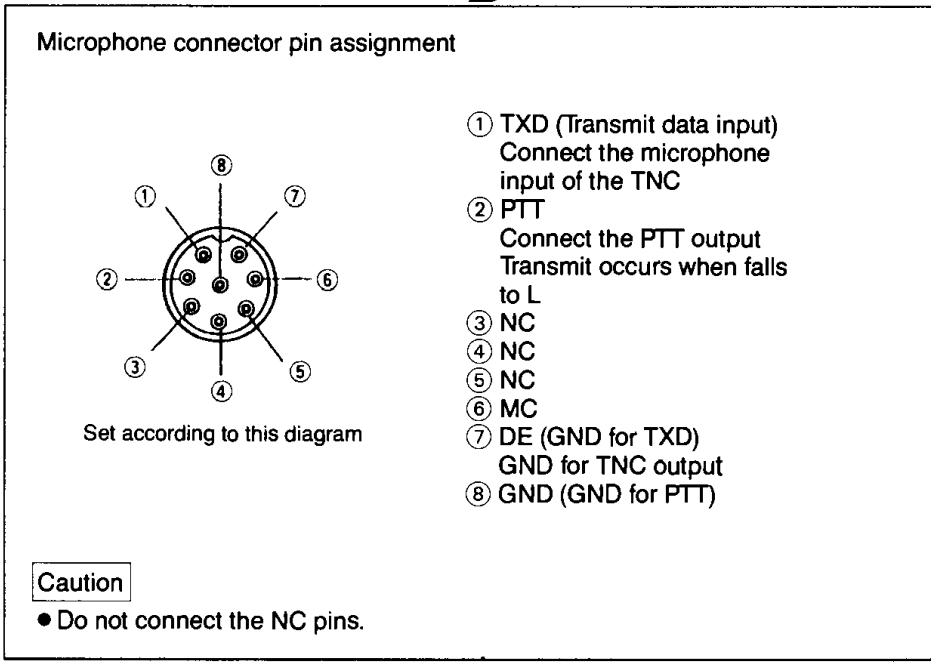 Microphone connector pin assignment
⑧
①
⑦
②
⑥
③
⑤
④
Set according to this diagram
① TXD (Transmit data input)
Connect the microphone
input of the TNC
② PTT
Connect the PTT output
Transmit occurs when falls
to L
③ NC
④ NC
⑤ NC
⑥ MC
⑦ DE (GND for TXD)
GND for TNC output
⑧ GND (GND for PTT)
Caution
● Do not connect the NC pins.